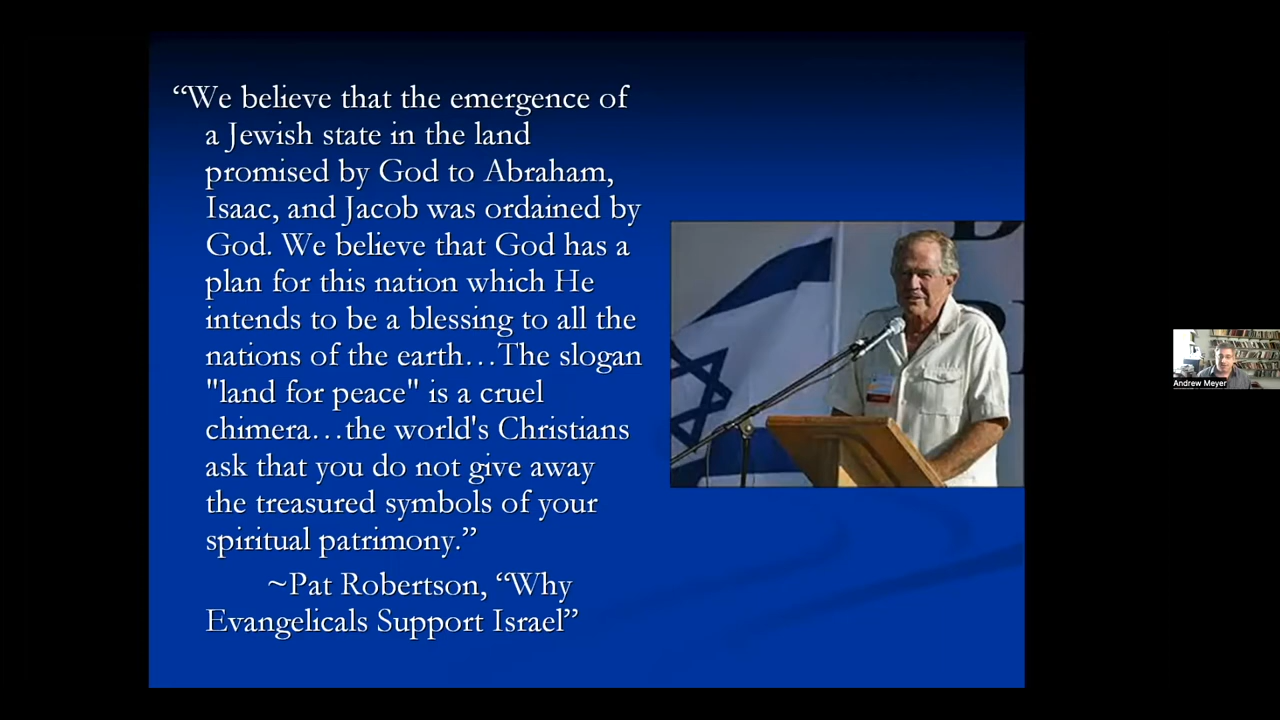 “We believe that the emergence of
a Jewish state in the land
promised by God to Abraham,
Isaac, and Jacob was ordained by
God. We believe that God has a
plan for this nation which He
intends to be a blessing to all the
nations of the earth…The slogan
"land for peace" is a cruel
chimera…the world's Christians
ask that you do not give away
the treasured symbols of your
spiritual patrimony.”
~Pat Robertson, “Why
Evangelicals Support Israel”
Andrew Meyer